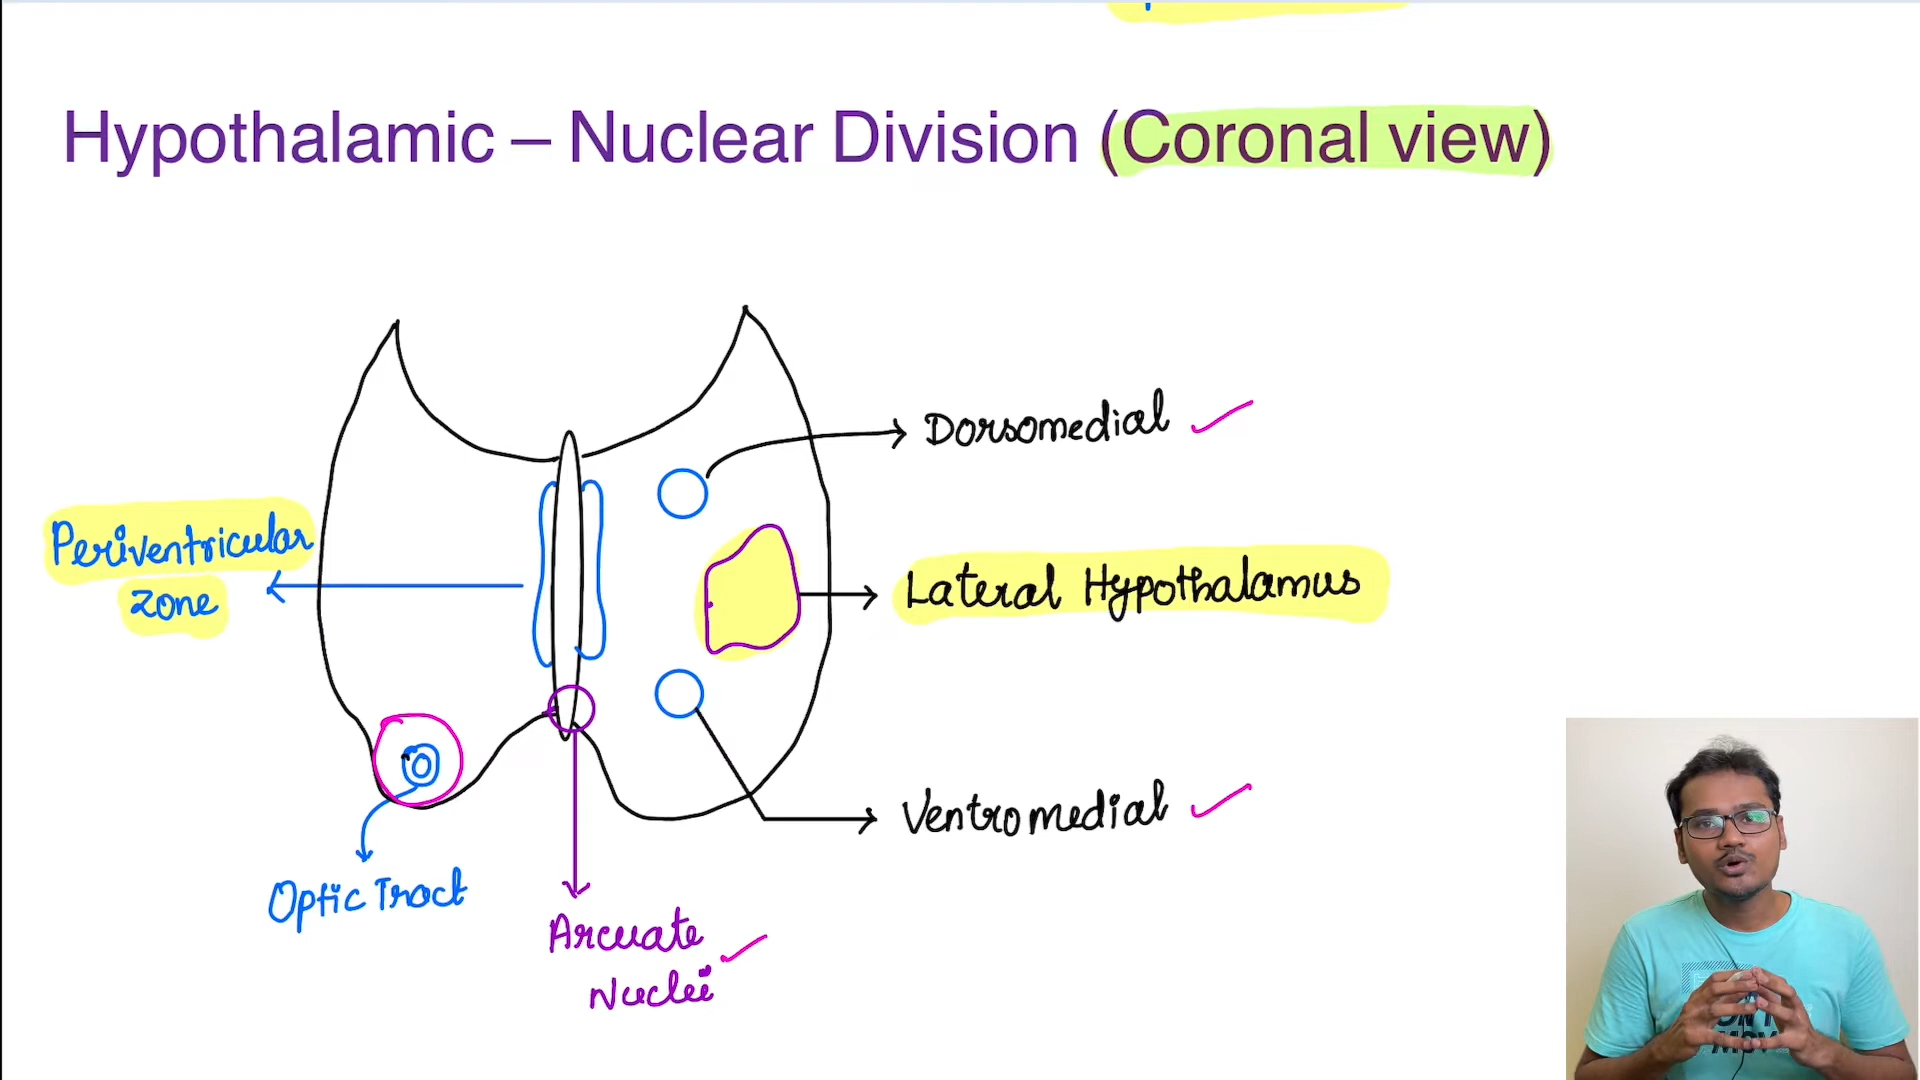 Hypothalamic – Nuclear Division (Coronal view)
Dorsomedial
Periventricular
zone
Lateral Hypothalamus
Ventromedial
Optic Tract
Arcuate
Nuclei